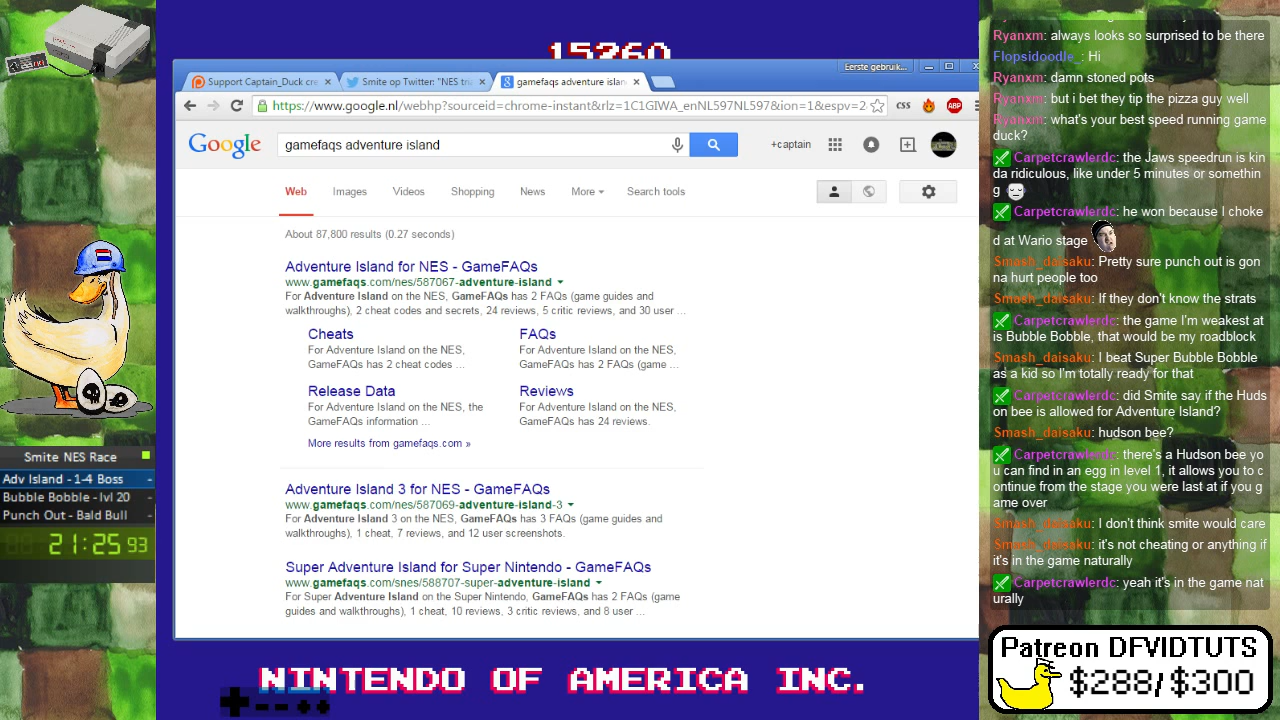 15260
Support Captain_Duck cre
Smite on Twitter: "NES tri
gamefaqs adventure islan
Eerste gebruik...
https://www.google.nl/webhp?sourceid=chrome-instant&rlz=1C1GIWA_enNL597NL597&ion=1&espv=2
css
ABP
Google
gamefaqs adventure island
+captain
Web Images Videos Shopping News More Search tools
About 87,800 results (0.27 seconds)
Adventure Island for NES - GameFAQs
www.gamefaqs.com/nes/587067-adventure-island
For Adventure Island on the NES, GameFAQs has 2 FAQs (game guides and
walkthroughs), 2 cheat codes and secrets, 24 reviews, 5 critic reviews, and 30 user ...
Cheats
For Adventure Island on the NES,
GameFAQs has 2 cheat codes ...
FAQs
For Adventure Island on the NES,
GameFAQs has 2 FAQs (game ...
Release Data
For Adventure Island on the NES, the
GameFAQs information ...
Reviews
For Adventure Island on the NES,
GameFAQs has 24 reviews.
More results from gamefaqs.com »
Adventure Island 3 for NES - GameFAQs
www.gamefaqs.com/nes/587069-adventure-island-3
For Adventure Island 3 on the NES, GameFAQs has 3 FAQs (game guides and
walkthroughs), 1 cheat, 7 reviews, and 12 user screenshots.
Super Adventure Island for Super Nintendo - GameFAQs
www.gamefaqs.com/snes/588707-super-adventure-island
For Super Adventure Island on the Super Nintendo, GameFAQs has 2 FAQs (game
guides and walkthroughs), 1 cheat, 10 reviews, 3 critic reviews, and 8 user ...
NINTENDO OF AMERICA INC.
Smite NES Race
Adv Island - 1-4 Boss -
Bubble Bobble - lvl 20 -
Punch Out - Bald Bull -
21:25 93
Ryanxm: always looks so surprised to be there
Flopsidoodle_: Hi
Ryanxm: damn stoned pots
Ryanxm: but i bet they tip the pizza guy well
Ryanxm: what's your best speed running game
duck?
Carpetcrawlerdc: the Jaws speedrun is kin
da ridiculous, like under 5 minutes or somethin
g
Carpetcrawlerdc: he won because I choke
d at Wario stage
Smash_daisaku: Pretty sure punch out is gon
na hurt people too
Smash_daisaku: If they don't know the strats
Carpetcrawlerdc: the game I'm weakest at
is Bubble Bobble, that would be my roadblock
Smash_daisaku: I beat Super Bubble Bobble
as a kid so I'm totally ready for that
Carpetcrawlerdc: did Smite say if the Huds
on bee is allowed for Adventure Island?
Smash_daisaku: hudson bee?
Carpetcrawlerdc: there's a Hudson bee yo
u can find in an egg in level 1, it allows you to c
ontinue from the stage you were last at if you g
ame over
Smash_daisaku: I don't think smite would care
Smash_daisaku: it's not cheating or anything if
it's in the game naturally
Carpetcrawlerdc: yeah it's in the game nat
urally
Patreon DFVIDTUTS
$288/$300